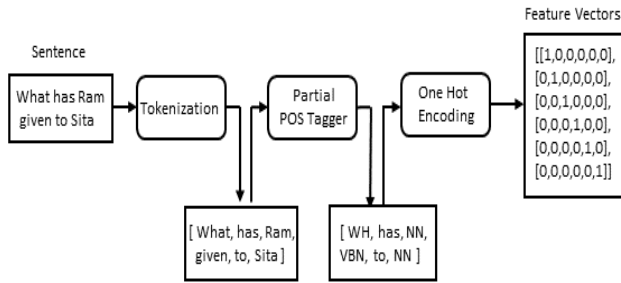 Sentence
What has Ram
given to Sita
Tokenization
[ What, has, Ram,
given, to, Sita ]
Partial
POS Tagger
[ WH, has, NN,
VBN, to, NN ]
One Hot
Encoding
Feature Vectors
[[1,0,0,0,0,0],
[0,1,0,0,0,0],
[0,0,1,0,0,0],
[0,0,0,1,0,0],
[0,0,0,0,1,0],
[0,0,0,0,0,1]]